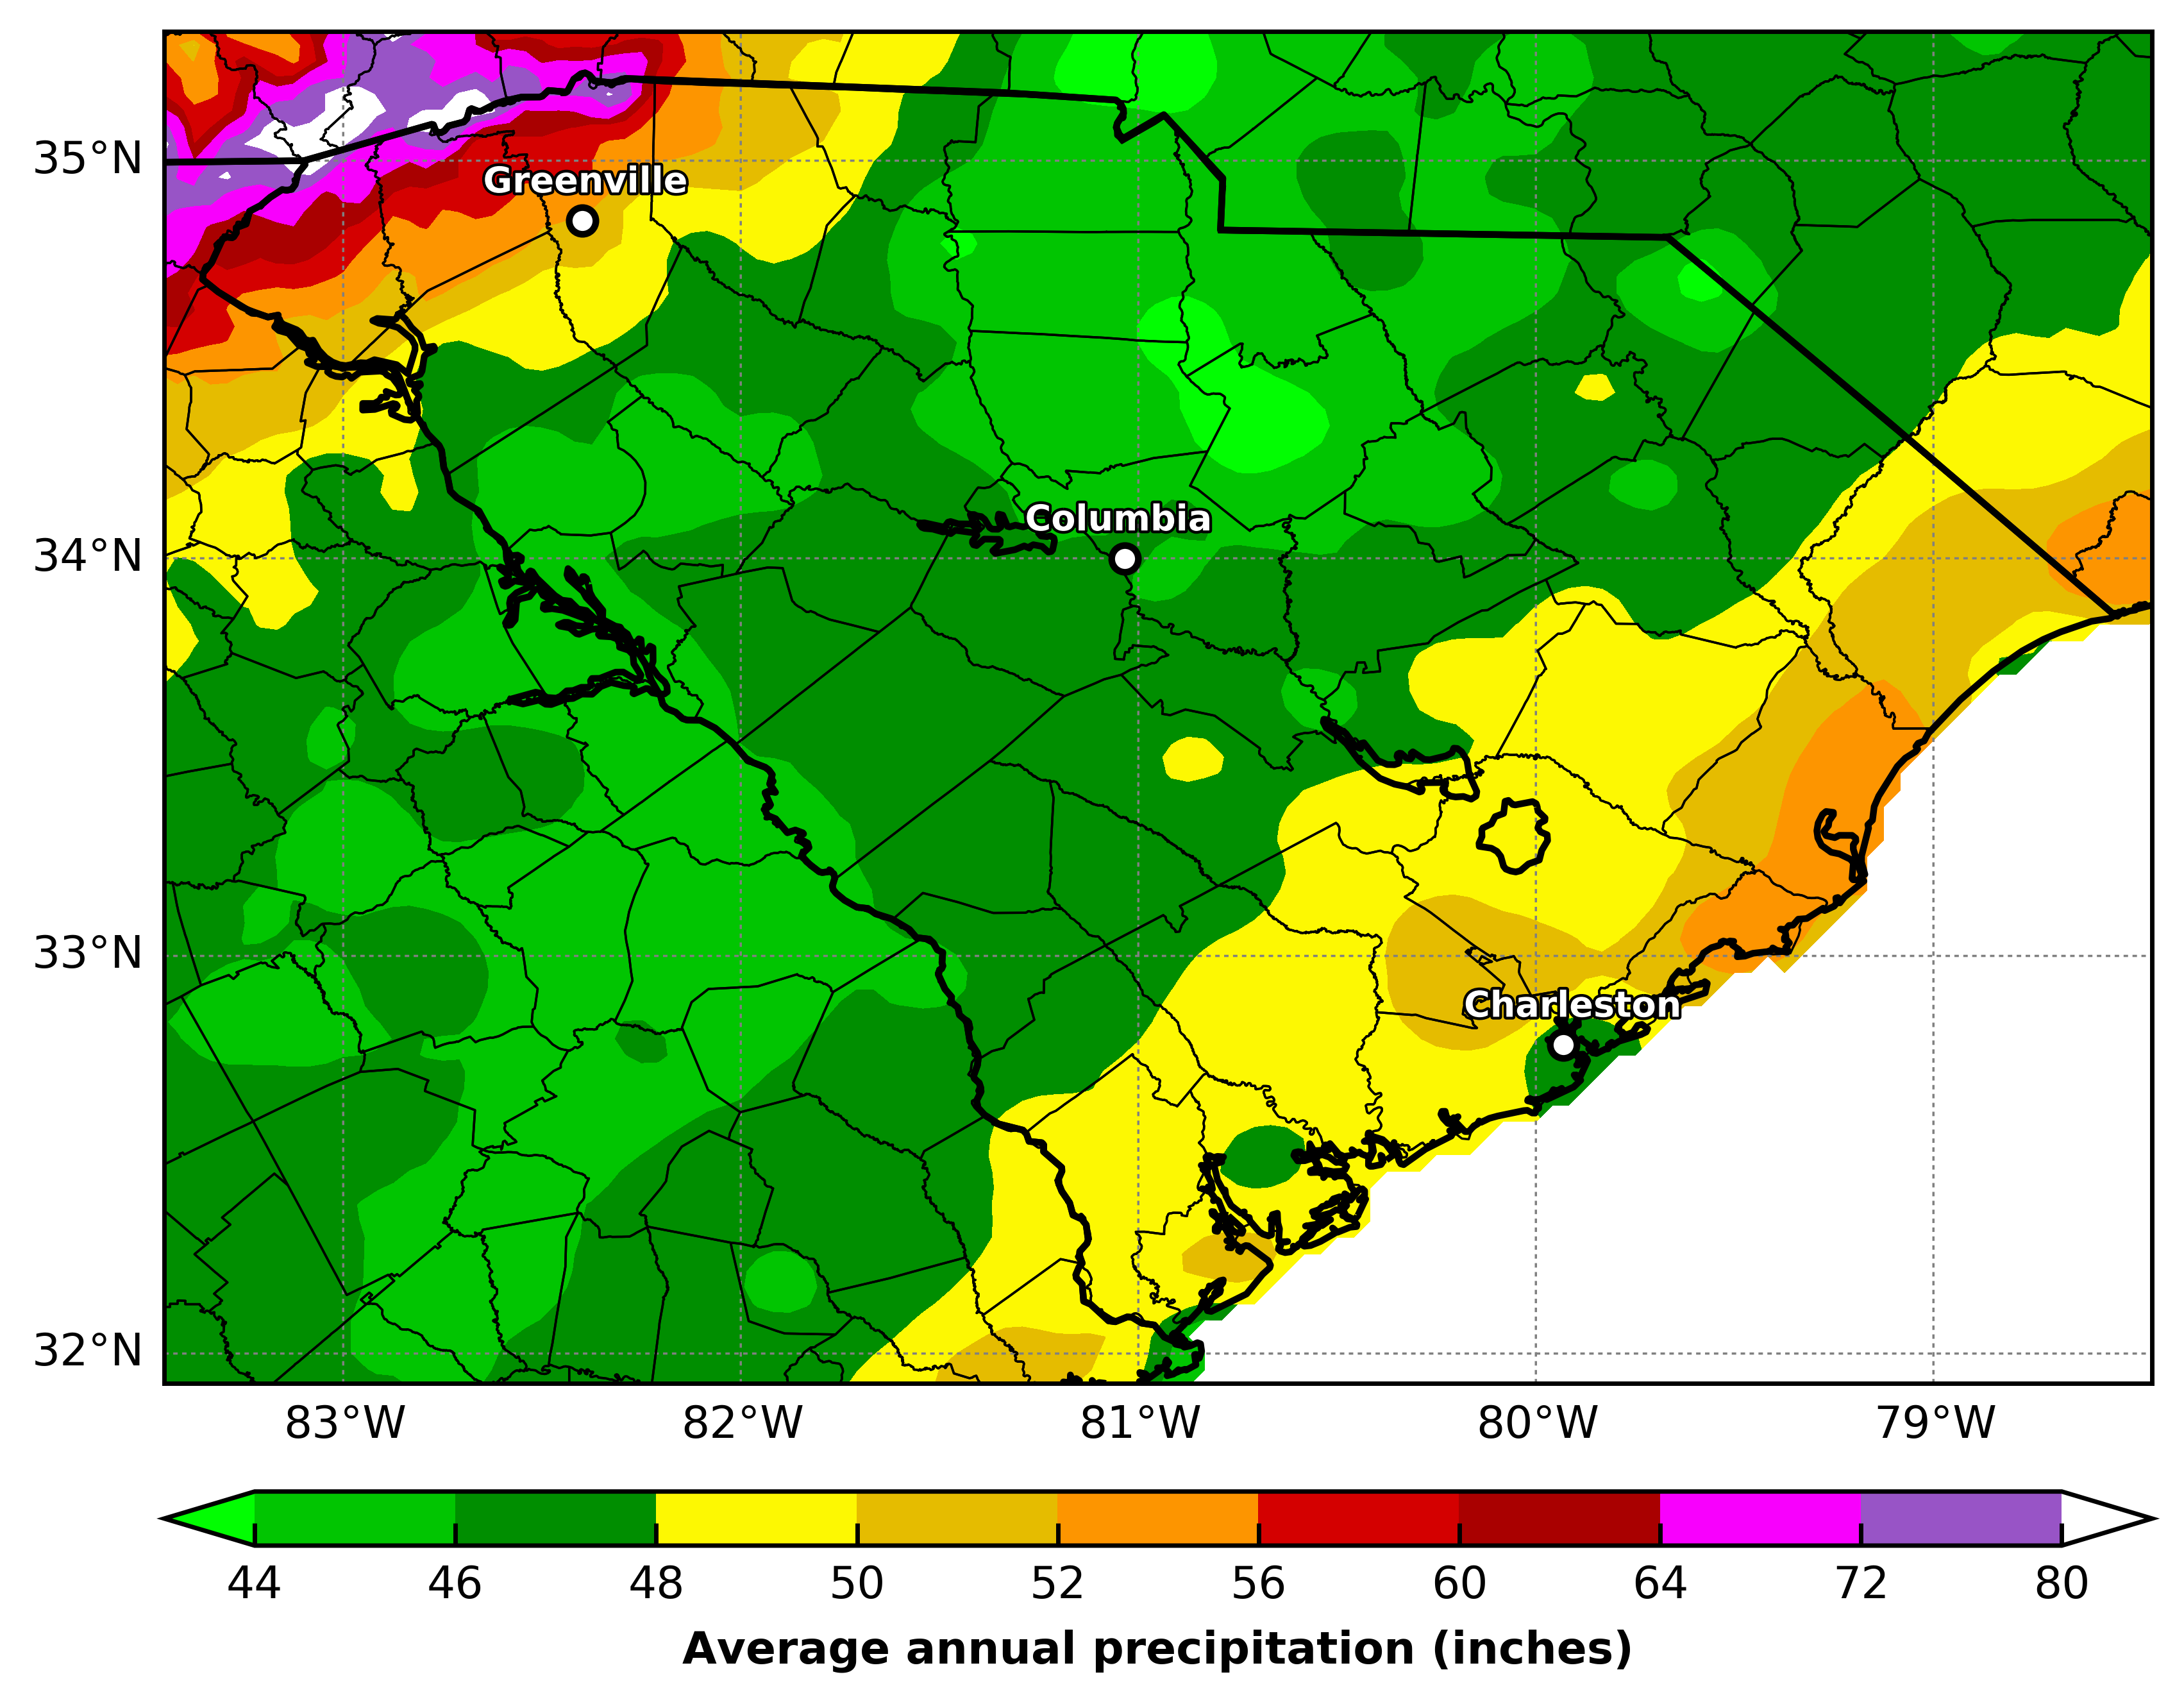 35°N
Greenville
Columbia
34°N
33°N
Charleston
32°N
83°W 82°W 81°W 80°W 79°W
44 46 48 50 52 56 60 64 72 80
Average annual precipitation (inches)